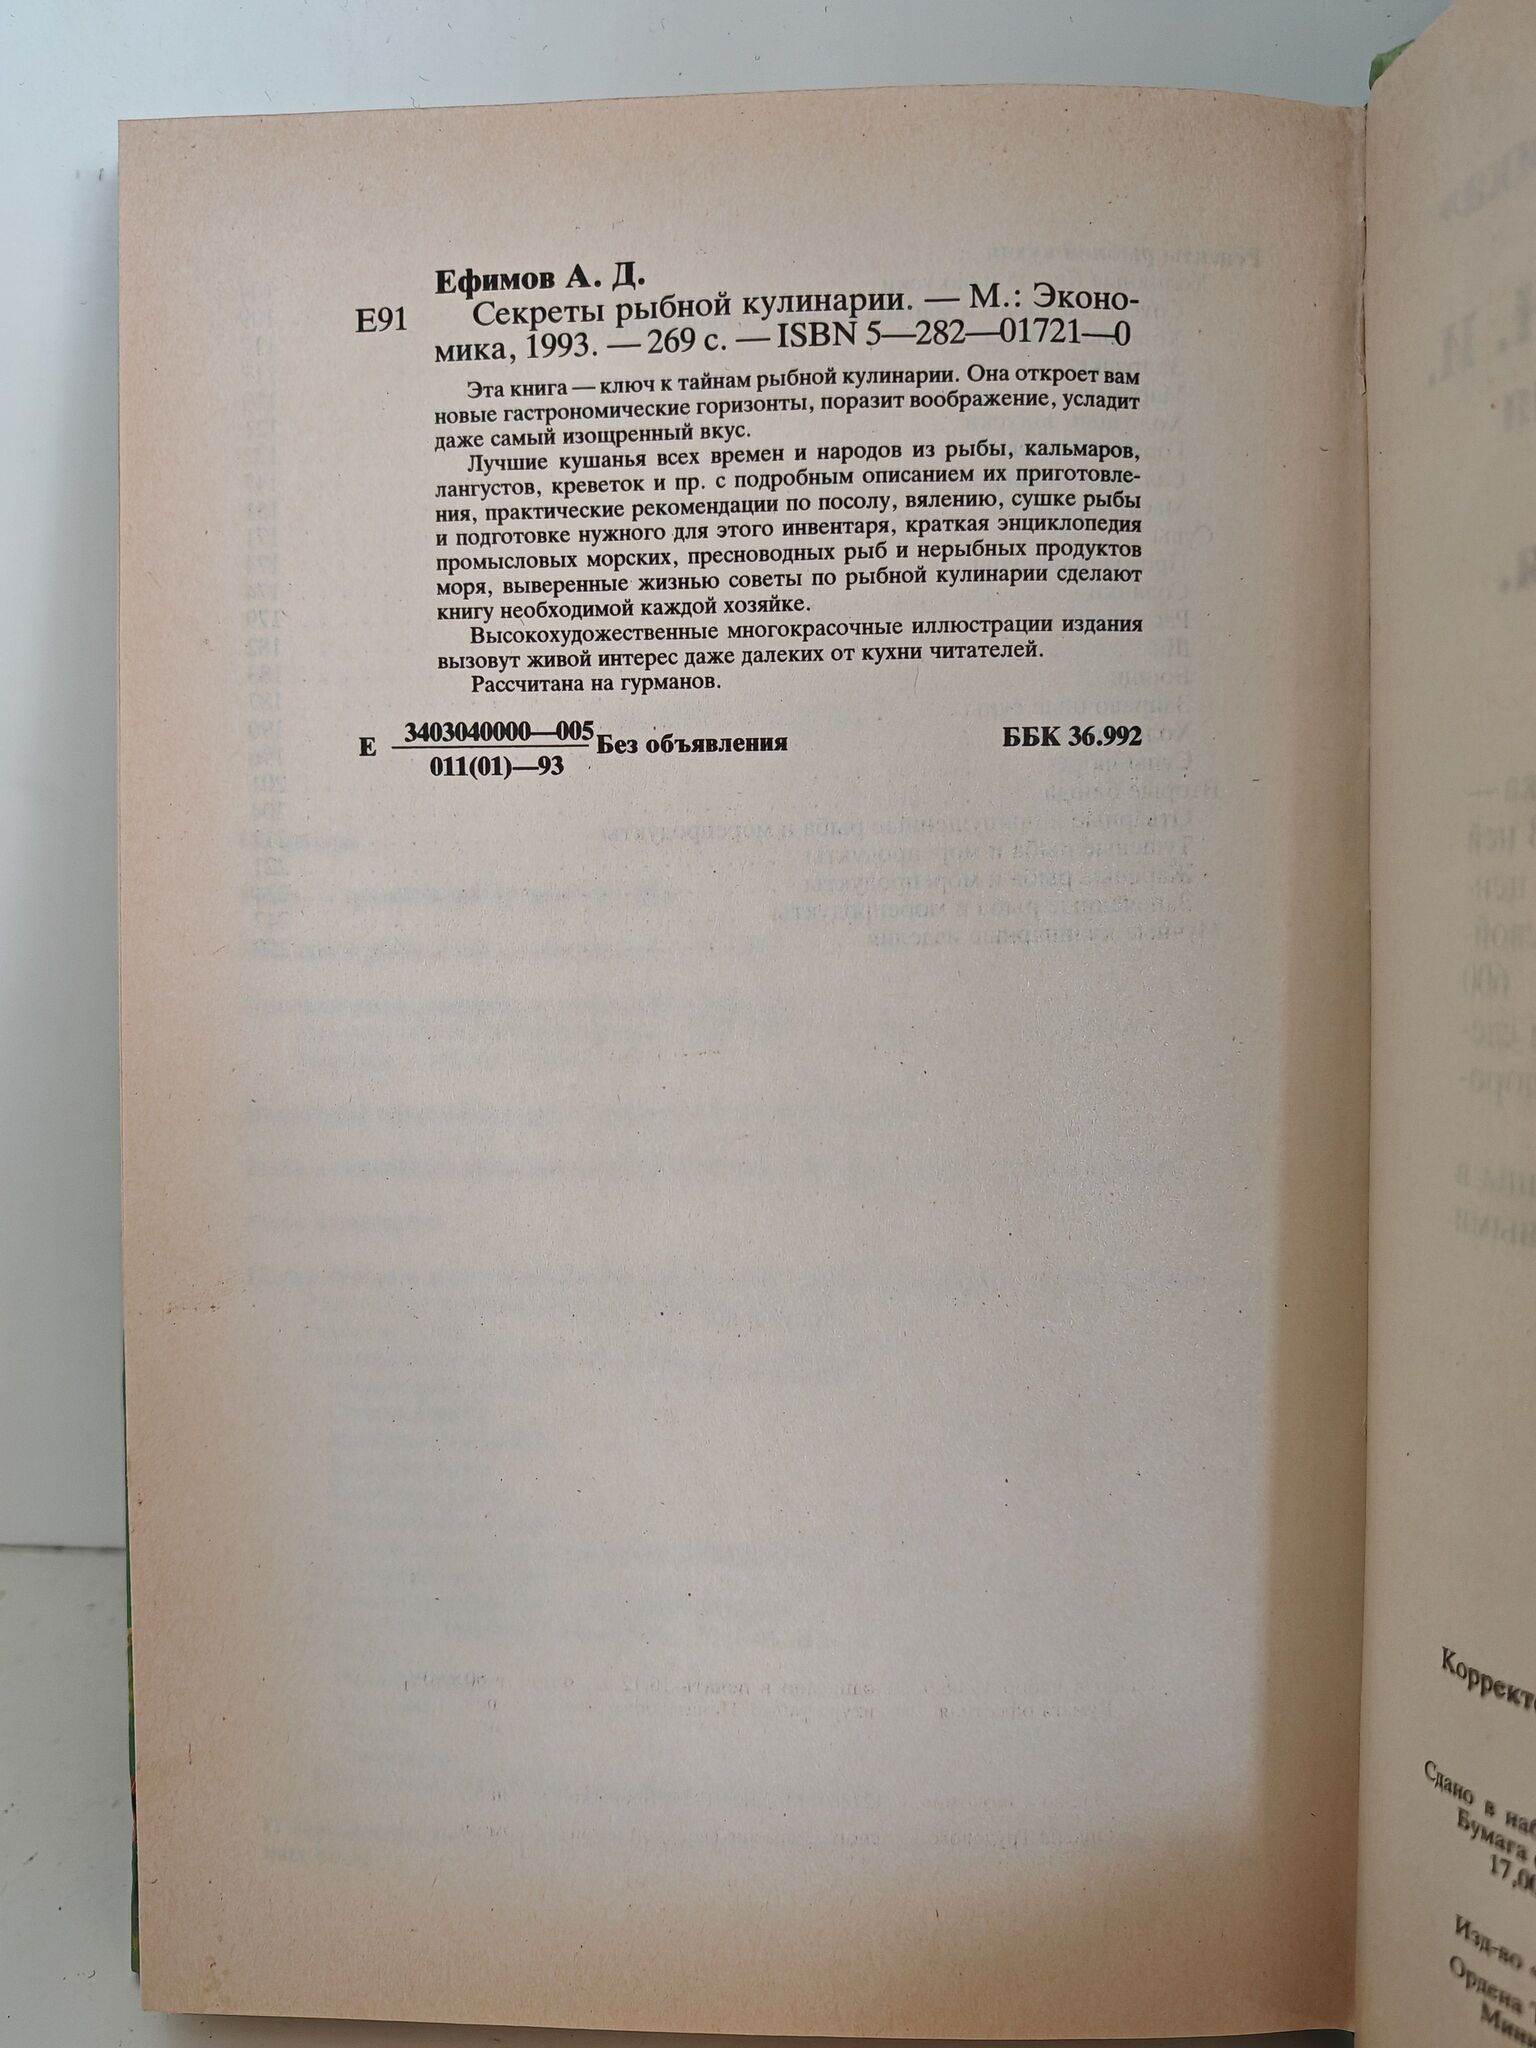 Ефимов А. Д.
Е91 Секреты рыбной кулинарии. — М.: Эконо-
мика, 1993. — 269 с. — ISBN 5—282—01721—0
Эта книга — ключ к тайнам рыбной кулинарии. Она откроет вам
новые гастрономические горизонты, поразит воображение, усладит
даже самый изощренный вкус.
Лучшие кушанья всех времен и народов из рыбы, кальмаров,
лангустов, креветок и пр. с подробным описанием их приготовле-
ния, практические рекомендации по посолу, вялению, сушке рыбы
и подготовке нужного для этого инвентаря, краткая энциклопедия
промысловых морских, пресноводных рыб и нерыбных продуктов
моря, выверенные жизнью советы по рыбной кулинарии сделают
книгу необходимой каждой хозяйке.
Высокохудожественные многокрасочные иллюстрации издания
вызовут живой интерес даже далеких от кухни читателей.
Рассчитана на гурманов.
Е 3403040000—005 Без объявления ББК 36.992
011(01)—93
Сдано в
Бумага
Изд-во
Ордена